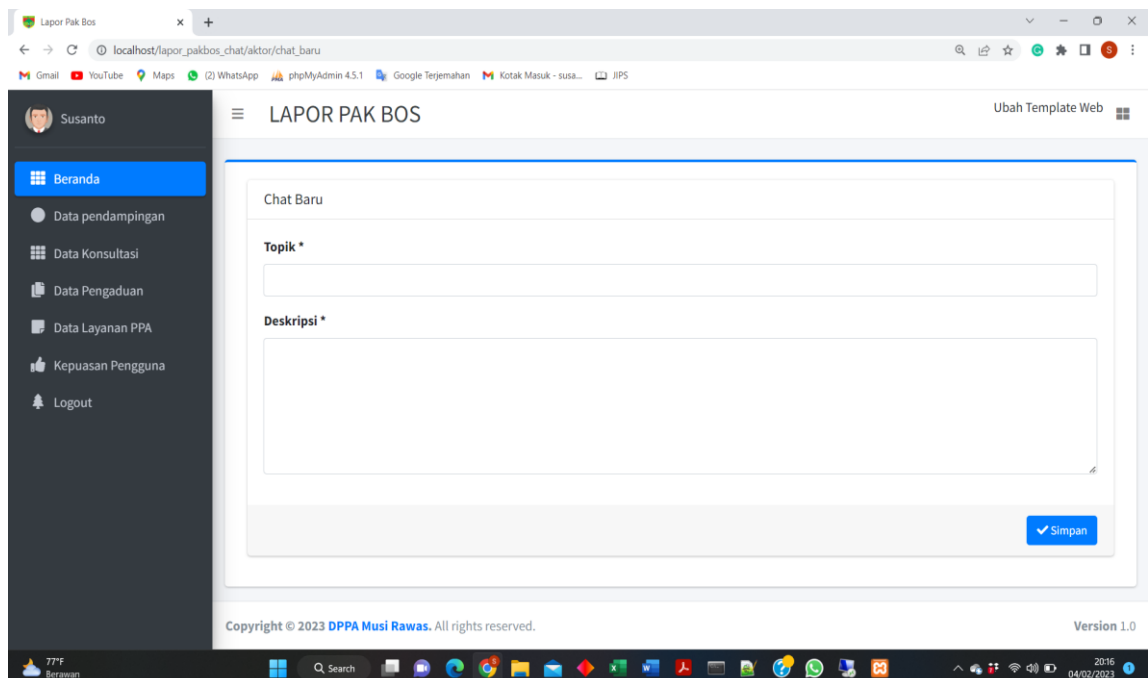 Lapor Pak Bos
localhost/lapor_pakbos_chat/aktor/chat_baru
S
Gmail YouTube Maps (2) WhatsApp phpMyAdmin 4.5.1 Google Terjemahan Kotak Masuk - susa... JIPS
Susanto
LAPOR PAK BOS
Ubah Template Web
Beranda
Data pendampingan
Data Konsultasi
Data Pengaduan
Data Layanan PPA
Kepuasan Pengguna
Logout
Chat Baru
Topik *
Deskripsi *
Simpan
Copyright © 2023 DPPA Musi Rawas. All rights reserved.
Version 1.0
77°F
Berawan
Search
20:16
04/02/2023
1